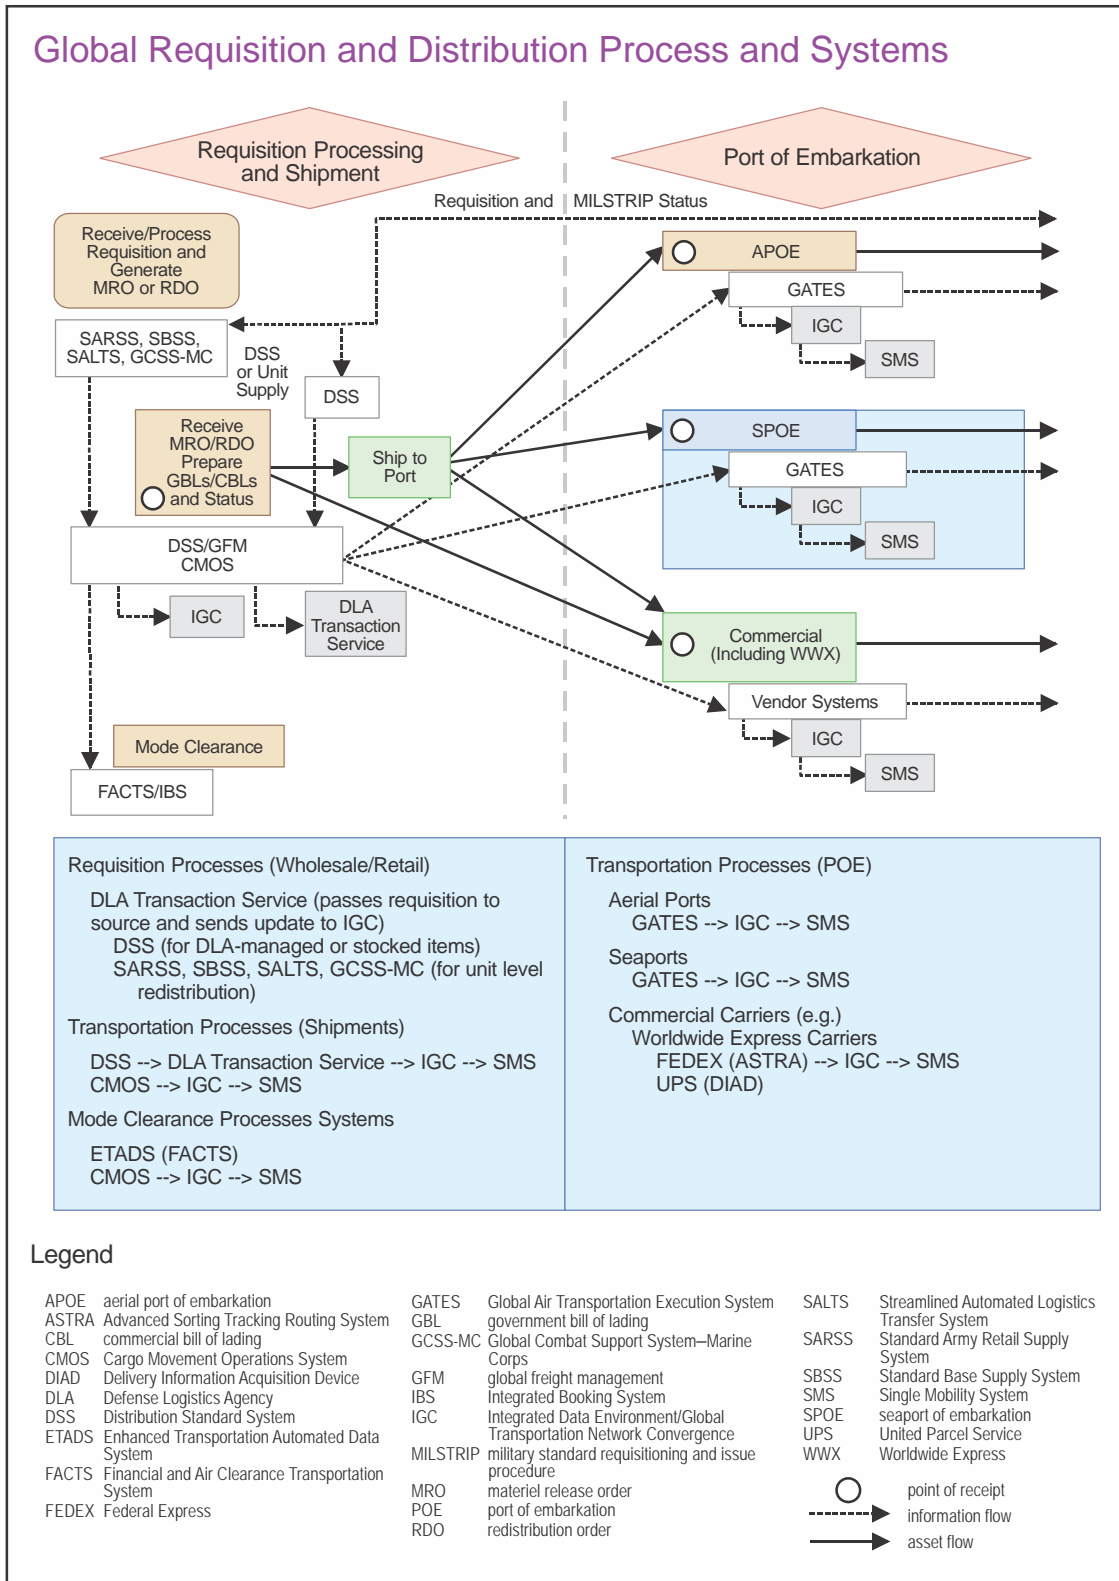 Global Requisition and Distribution Process and Systems
Requisition Processing
and Shipment
Port of Embarkation
Requisition and
MILSTRIP Status
Receive/Process
Requisition and
Generate
MRO or RDO
APOE
GATES
IGC
SMS
SARSS, SBSS,
SALTS, GCSS-MC
DSS
or Unit
Supply
DSS
Receive
MRO/RDO
Prepare
GBLs/CBLs
and Status
Ship to
Port
SPOE
GATES
IGC
SMS
DSS/GFM
CMOS
IGC
DLA
Transaction
Service
Commercial
(Including WWX)
Vendor Systems
IGC
SMS
Mode Clearance
FACTS/IBS
Requisition Processes (Wholesale/Retail)
DLA Transaction Service (passes requisition to
source and sends update to IGC)
DSS (for DLA-managed or stocked items)
SARSS, SBSS, SALTS, GCSS-MC (for unit level
redistribution)
Transportation Processes (Shipments)
DSS --> DLA Transaction Service --> IGC --> SMS
CMOS --> IGC --> SMS
Mode Clearance Processes Systems
ETADS (FACTS)
CMOS --> IGC --> SMS
Transportation Processes (POE)
Aerial Ports
GATES --> IGC --> SMS
Seaports
GATES --> IGC --> SMS
Commercial Carriers (e.g.)
Worldwide Express Carriers
FEDEX (ASTRA) --> IGC --> SMS
UPS (DIAD)
Legend
APOE aerial port of embarkation
ASTRA Advanced Sorting Tracking Routing System
CBL commercial bill of lading
CMOS Cargo Movement Operations System
DIAD Delivery Information Acquisition Device
DLA Defense Logistics Agency
DSS Distribution Standard System
ETADS Enhanced Transportation Automated Data
System
FACTS Financial and Air Clearance Transportation
System
FEDEX Federal Express
GATES Global Air Transportation Execution System
GBL government bill of lading
GCSS-MC Global Combat Support System—Marine
Corps
GFM global freight management
IBS Integrated Booking System
IGC Integrated Data Environment/Global
Transportation Network Convergence
MILSTRIP military standard requisitioning and issue
procedure
MRO materiel release order
POE port of embarkation
RDO redistribution order
SALTS Streamlined Automated Logistics
Transfer System
SARSS Standard Army Retail Supply
System
SBSS Standard Base Supply System
SMS Single Mobility System
SPOE seaport of embarkation
UPS United Parcel Service
WWX Worldwide Express
point of receipt
information flow
asset flow